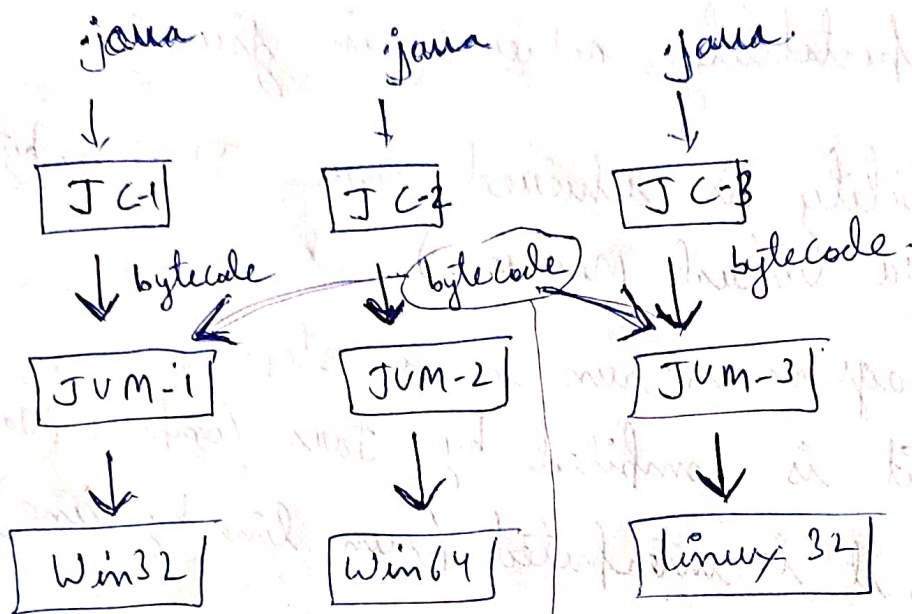 .java .java .java.
JC-1 JC-2 JC-3
bytecode bytecode bytecode.
JVM-1 JVM-2 JVM-3
Win32 Win64 linux 32